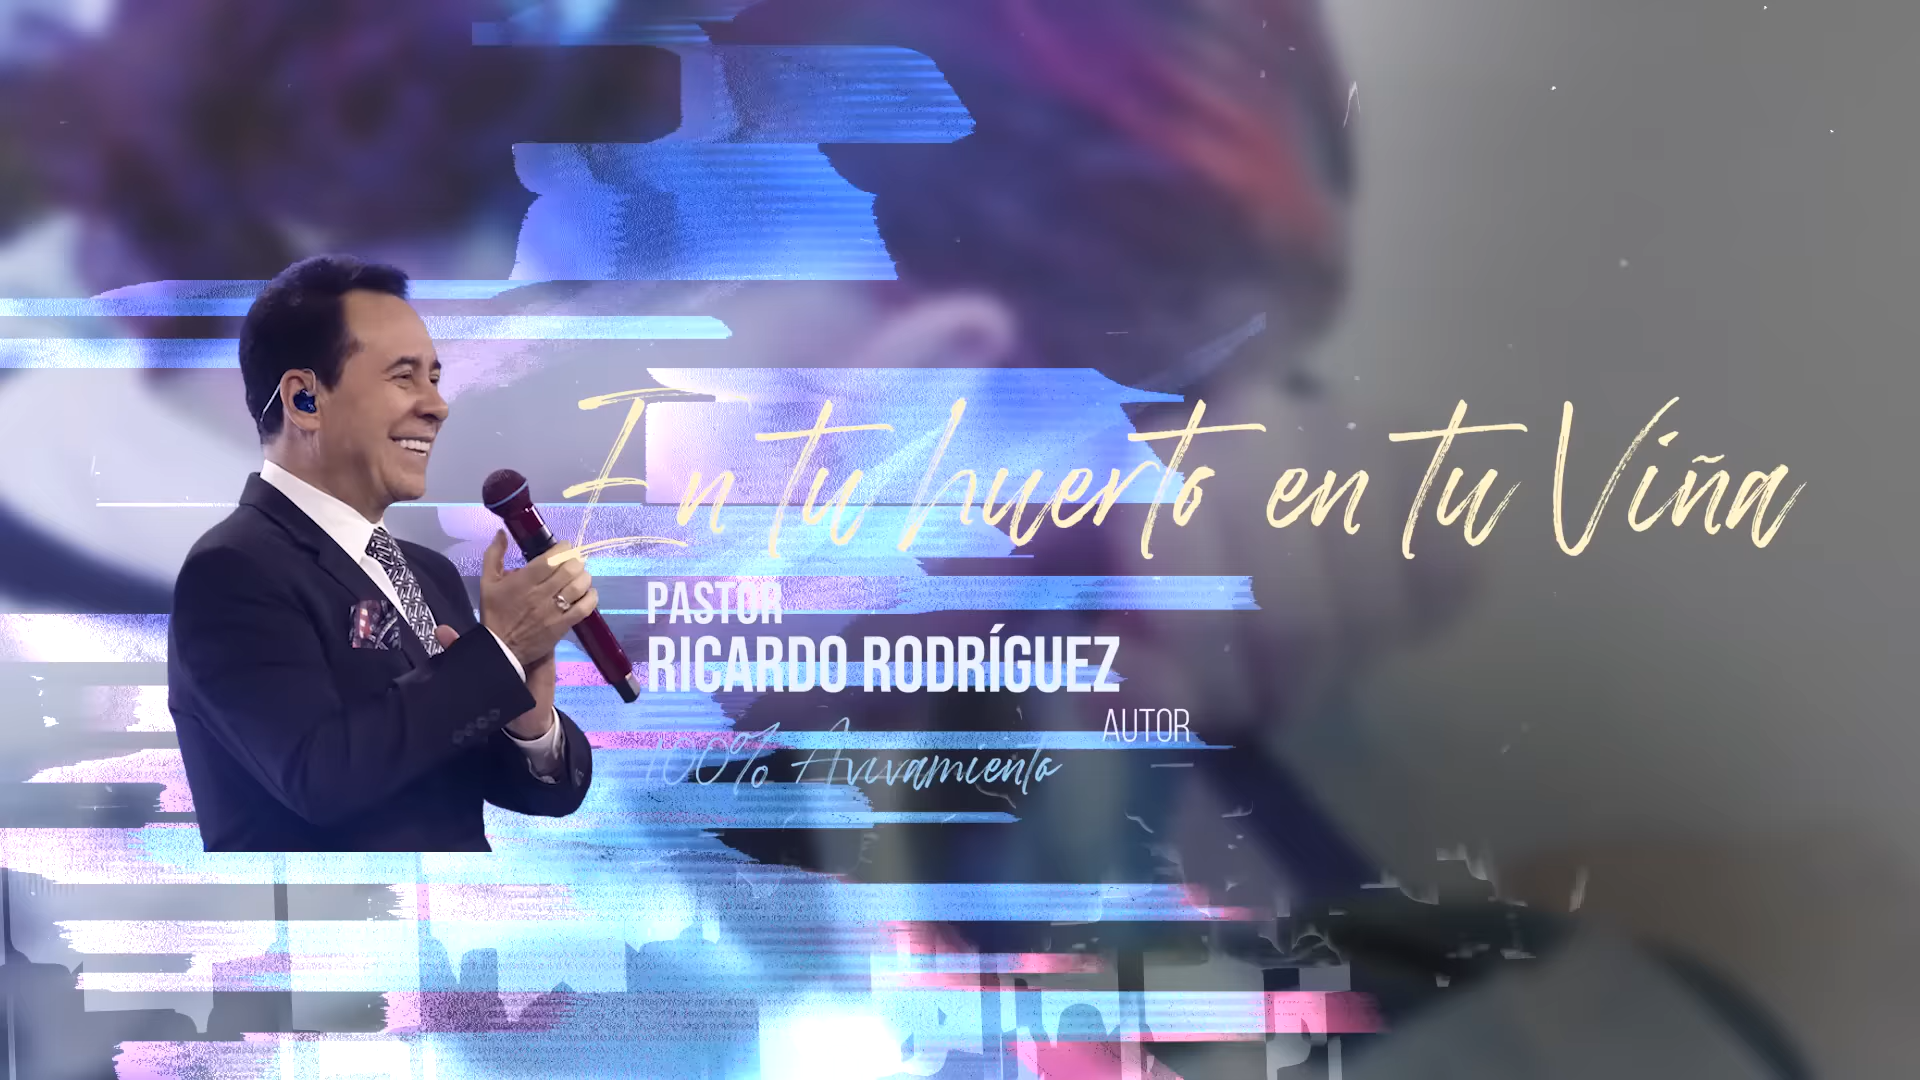 En tu huerto en tu Viña
PASTOR
RICARDO RODRÍGUEZ
AUTOR
100% Avivamiento